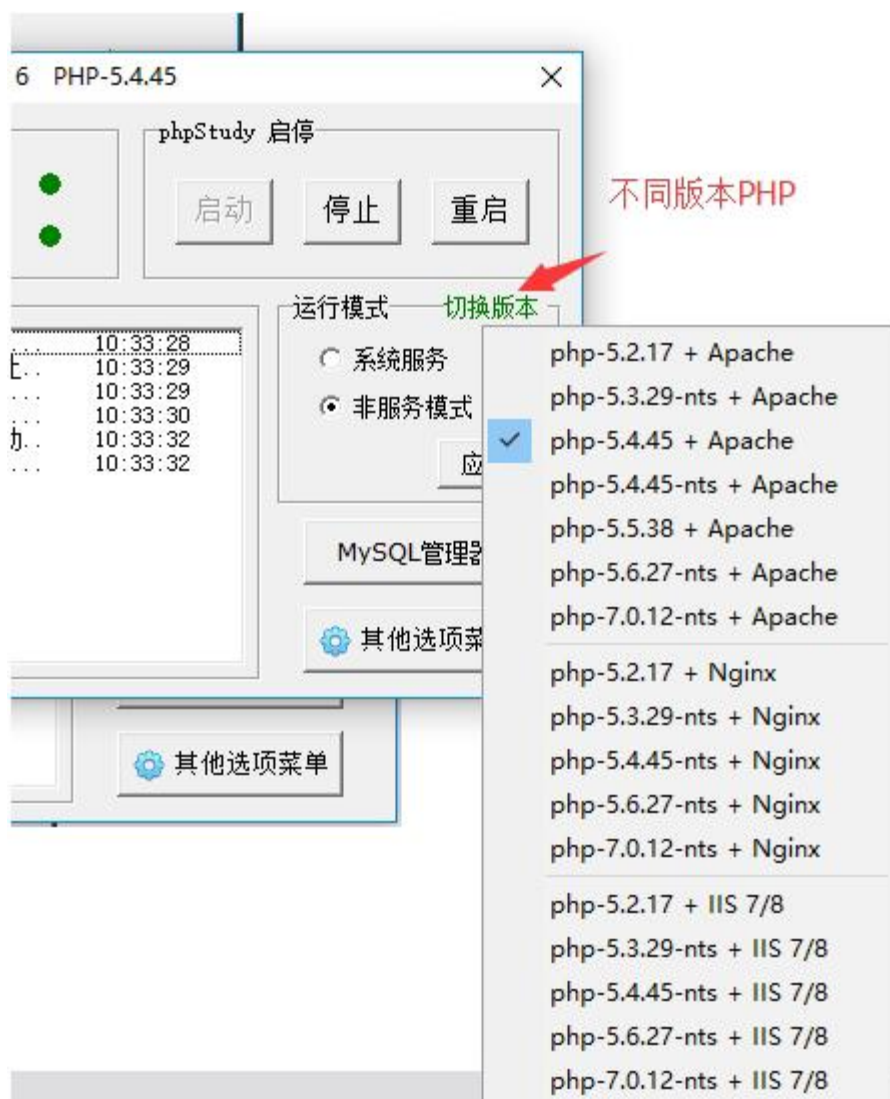 6 PHP-5.4.45
phpStudy 启停
启动 停止 重启
不同版本PHP
运行模式 切换版本
... 10:33:28
.. 10:33:29
... 10:33:29
... 10:33:30
.. 10:33:32
... 10:33:32
系统服务
非服务模式
应
MySQL管理
其他选项菜
其他选项菜单
php-5.2.17 + Apache
php-5.3.29-nts + Apache
php-5.4.45 + Apache
php-5.4.45-nts + Apache
php-5.5.38 + Apache
php-5.6.27-nts + Apache
php-7.0.12-nts + Apache
php-5.2.17 + Nginx
php-5.3.29-nts + Nginx
php-5.4.45-nts + Nginx
php-5.6.27-nts + Nginx
php-7.0.12-nts + Nginx
php-5.2.17 + IIS 7/8
php-5.3.29-nts + IIS 7/8
php-5.4.45-nts + IIS 7/8
php-5.6.27-nts + IIS 7/8
php-7.0.12-nts + IIS 7/8